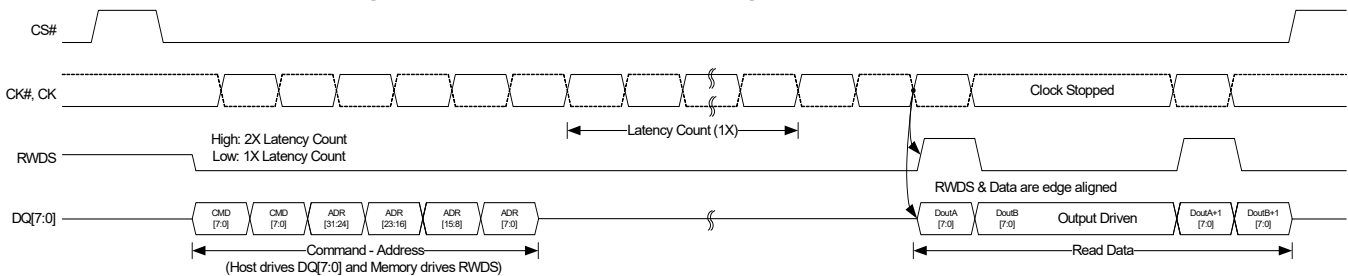 CS#
CK#, CK
Clock Stopped
Latency Count (1X)
High: 2X Latency Count
Low: 1X Latency Count
RWDS
RWDS & Data are edge aligned
DQ[7:0]
CMD
[7:0]
CMD
[7:0]
ADR
[31:24]
ADR
[23:16]
ADR
[15:8]
ADR
[7:0]
DoutA
[7:0]
DoutB
[7:0]
Output Driven
DoutA+1
[7:0]
DoutB+1
[7:0]
Command - Address
(Host drives DQ[7:0] and Memory drives RWDS)
Read Data